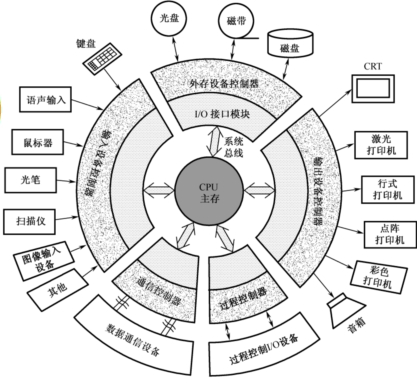 光盘
磁带
磁盘
键盘
CRT
外存设备控制器
I/O 接口模块
系统
总线
语声输入
鼠标器
光笔
扫描仪
图像输入
设备
其他
输入设备控制器
CPU
主存
输出设备控制器
激光
打印机
行式
打印机
点阵
打印机
彩色
打印机
音箱
通信控制器
过程控制器
数据通信设备
过程控制I/O设备